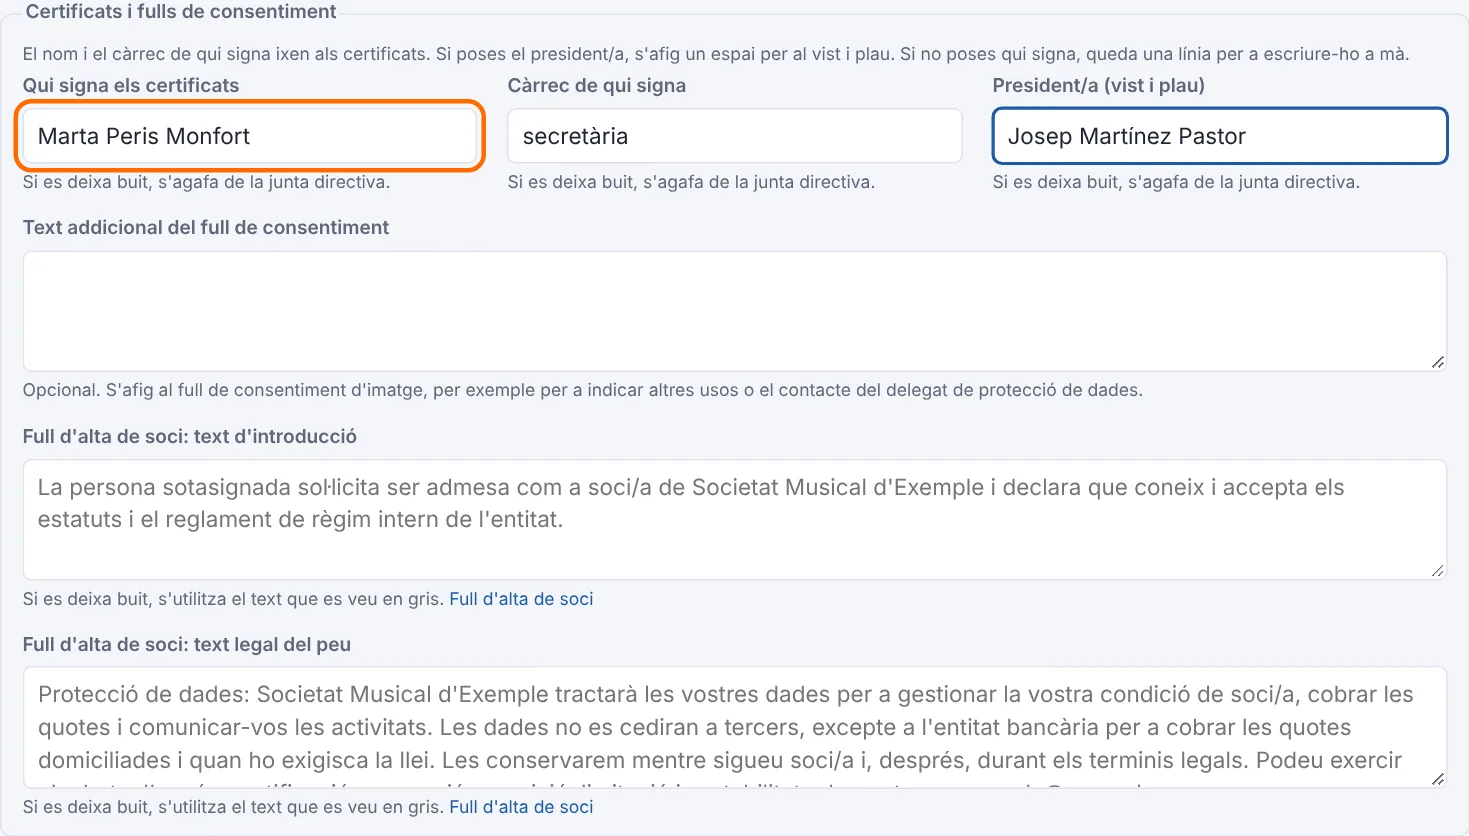 Certificats i fulls de consentiment
El nom i el càrrec de qui signa ixen als certificats. Si poses el president/a, s'afig un espai per al vist i plau. Si no poses qui signa, queda una línia per a escriure-ho a mà.
Qui signa els certificats
Càrrec de qui signa
President/a (vist i plau)
Marta Peris Monfort
secretària
Josep Martínez Pastor
Si es deixa buit, s'agafa de la junta directiva.
Si es deixa buit, s'agafa de la junta directiva.
Si es deixa buit, s'agafa de la junta directiva.
Text addicional del full de consentiment
Opcional. S'afig al full de consentiment d'imatge, per exemple per a indicar altres usos o el contacte del delegat de protecció de dades.
Full d'alta de soci: text d'introducció
La persona sotasignada sol·licita ser admesa com a soci/a de Societat Musical d'Exemple i declara que coneix i accepta els
estatuts i el reglament de règim intern de l'entitat.
Si es deixa buit, s'utilitza el text que es veu en gris. Full d'alta de soci
Full d'alta de soci: text legal del peu
Protecció de dades: Societat Musical d'Exemple tractarà les vostres dades per a gestionar la vostra condició de soci/a, cobrar les
quotes i comunicar-vos les activitats. Les dades no es cediran a tercers, excepte a l'entitat bancària per a cobrar les quotes
domiciliades i quan ho exigisca la llei. Les conservarem mentre sigueu soci/a i, després, durant els terminis legals. Podeu exercir
Si es deixa buit, s'utilitza el text que es veu en gris. Full d'alta de soci